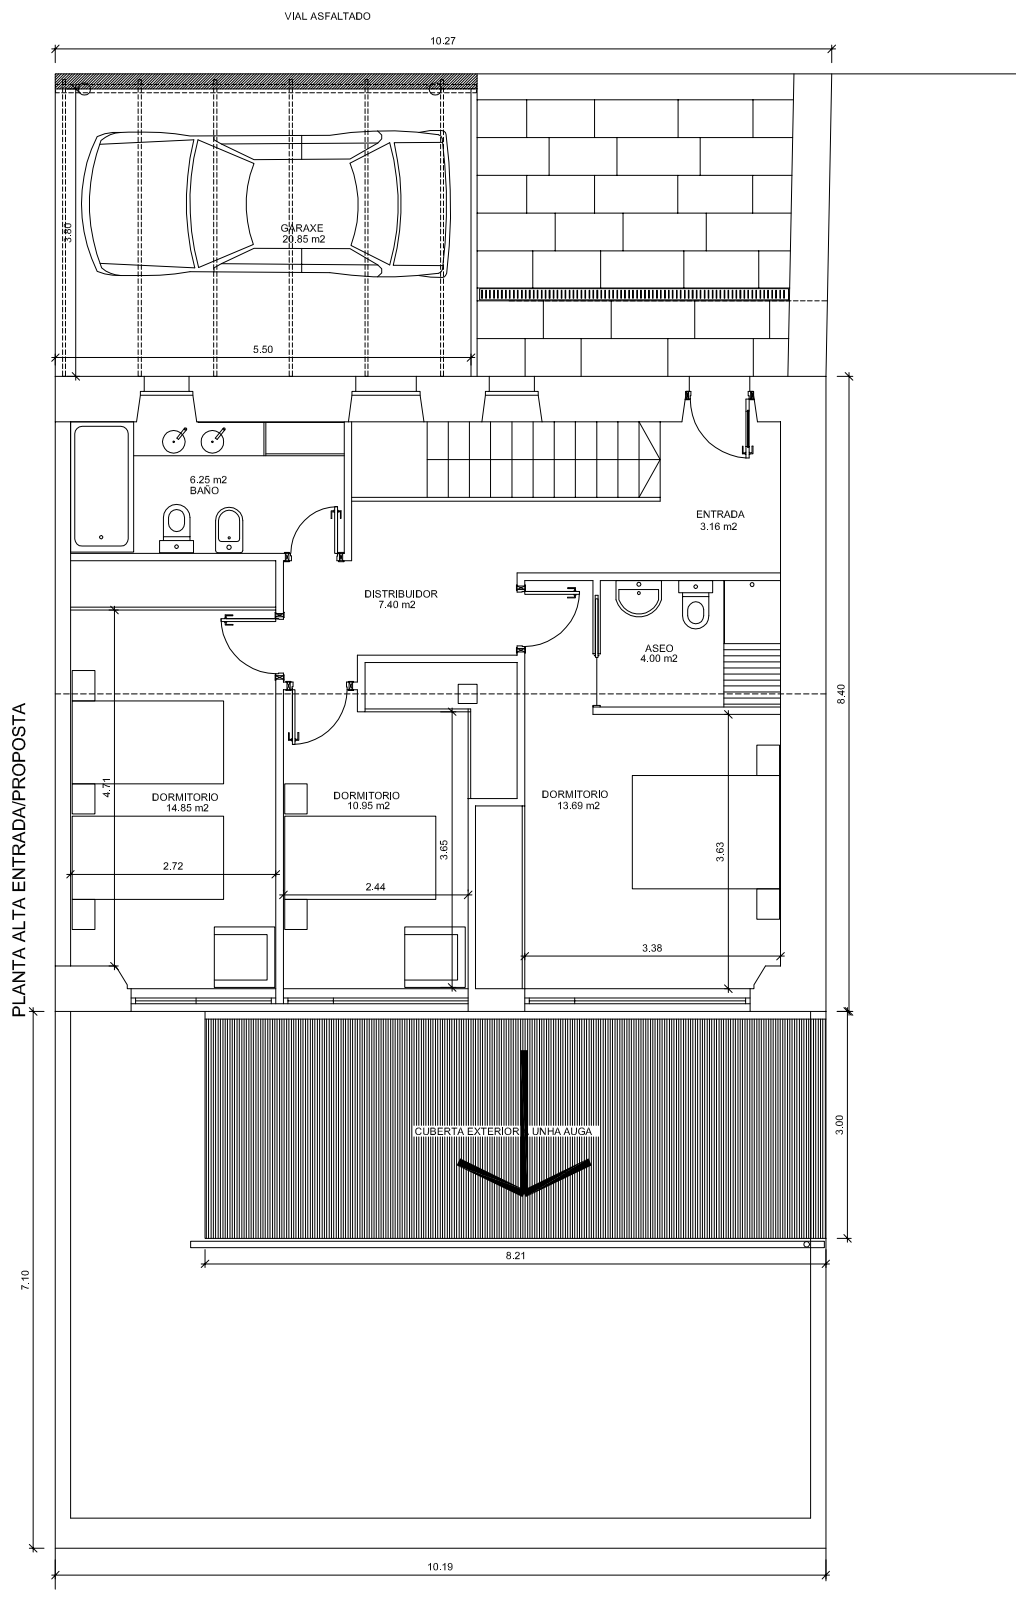 VIAL ASFALTADO
10.27
GARAXE
20.85 m2
3.80
5.50
6.25 m2
BAÑO
ENTRADA
3.16 m2
DISTRIBUIDOR
7.40 m2
ASEO
4.00 m2
8.40
PLANTA ALTA ENTRADA/PROPOSTA
4.71
DORMITORIO
14.85 m2
DORMITORIO
10.95 m2
DORMITORIO
13.69 m2
3.65
3.63
2.72
2.44
3.38
CUBERTA EXTERIOR UNHA AUGA
3.00
8.21
7.10
10.19